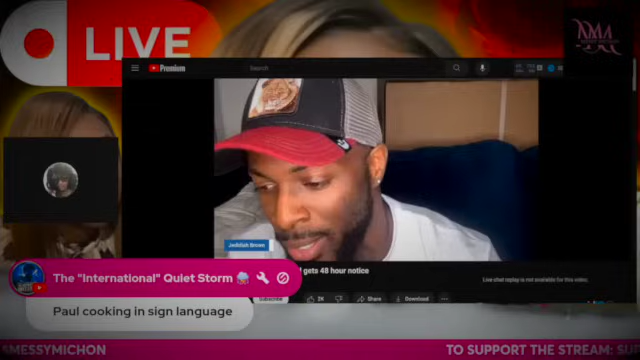 LIVE
Premium
Search
Jedidiah Brown
gets 48 hour notice
Live chat replay is not available for this video.
Subscribe
2K
Share
Download
The "International" Quiet Storm
Paul cooking in sign language
MESSYMICHON
TO SUPPORT THE STREAM: